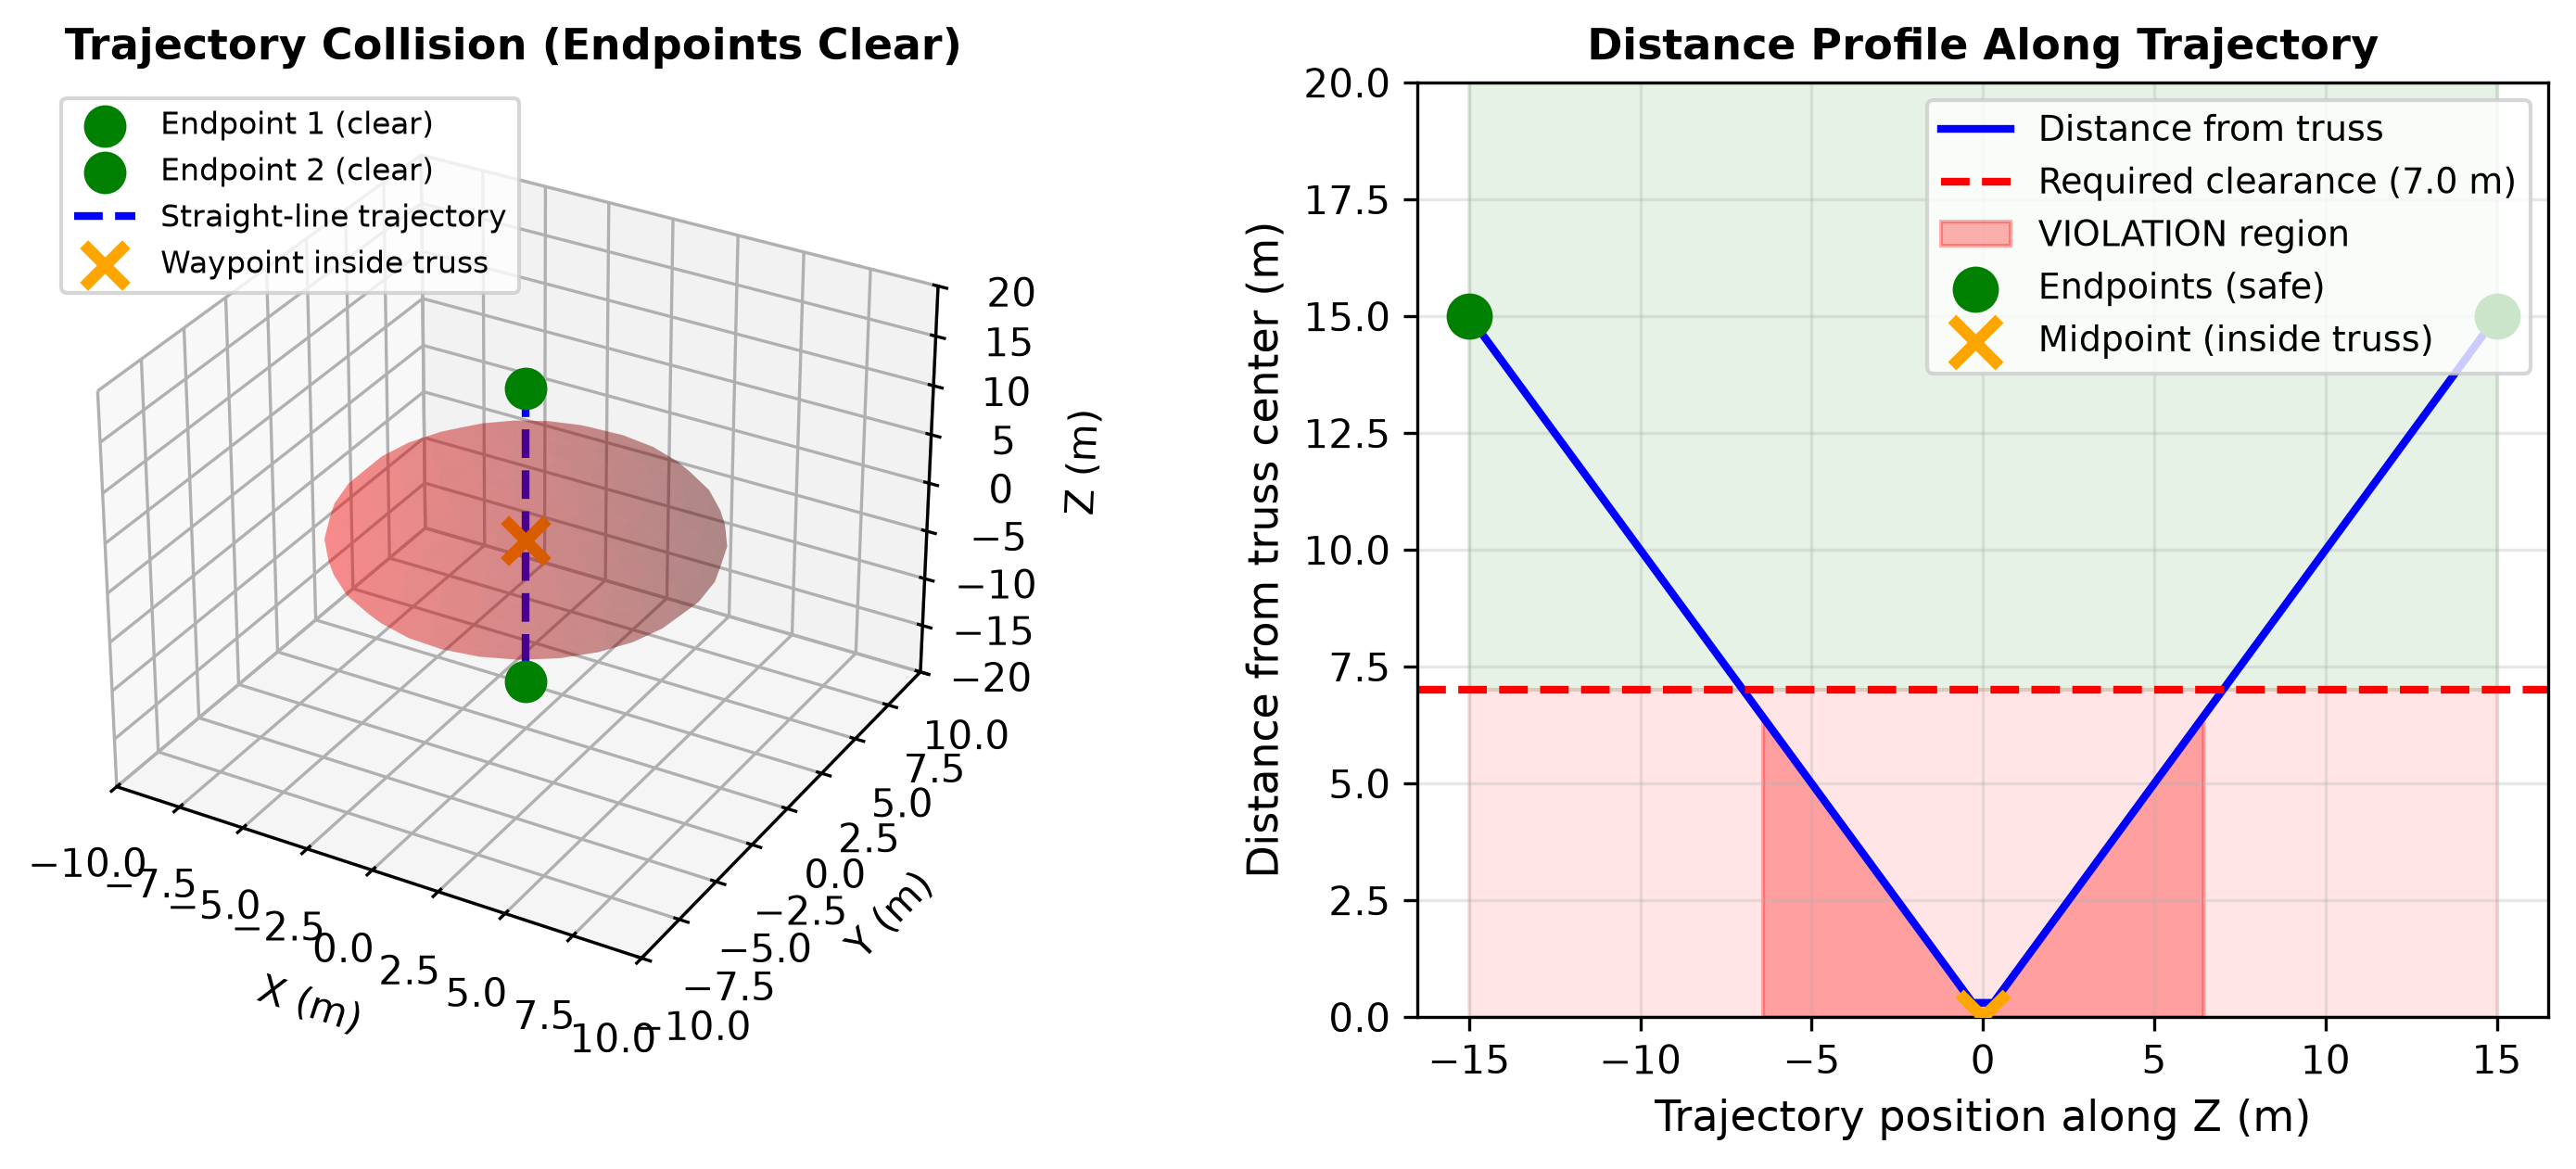 Trajectory Collision (Endpoints Clear)
Endpoint 1 (clear)
Endpoint 2 (clear)
Straight-line trajectory
Waypoint inside truss
20
15
10
5
0
−5
−10
−15
−20
Z (m)
10.0
7.5
5.0
2.5
0.0
−2.5
−5.0
−7.5
−10.0
Y (m)
−10.0
−7.5
−5.0
−2.5
0.0
2.5
5.0
7.5
10.0
X (m)
Distance Profile Along Trajectory
Distance from truss
Required clearance (7.0 m)
VIOLATION region
Endpoints (safe)
Midpoint (inside truss)
20.0
17.5
15.0
12.5
10.0
7.5
5.0
2.5
0.0
Distance from truss center (m)
−15
−10
−5
0
5
10
15
Trajectory position along Z (m)